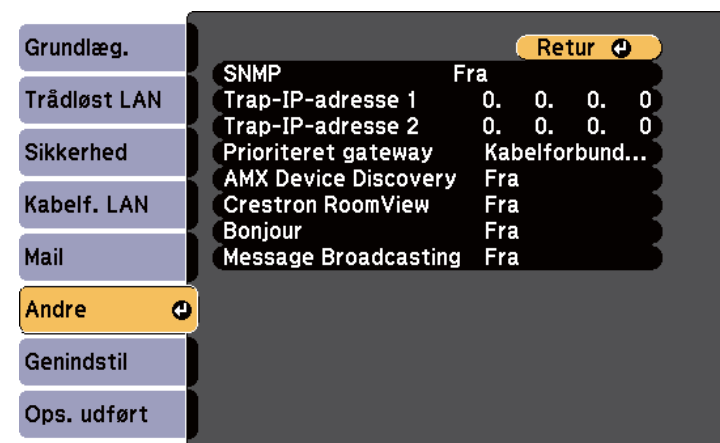 Grundlæg.
Trådløst LAN
Sikkerhed
Kabelf. LAN
Mail
Andre
Genindstil
Ops. udført
Retur
SNMP Fra
Trap-IP-adresse 1 0. 0. 0. 0
Trap-IP-adresse 2 0. 0. 0. 0
Prioriteret gateway Kabelforbund...
AMX Device Discovery Fra
Crestron RoomView Fra
Bonjour Fra
Message Broadcasting Fra